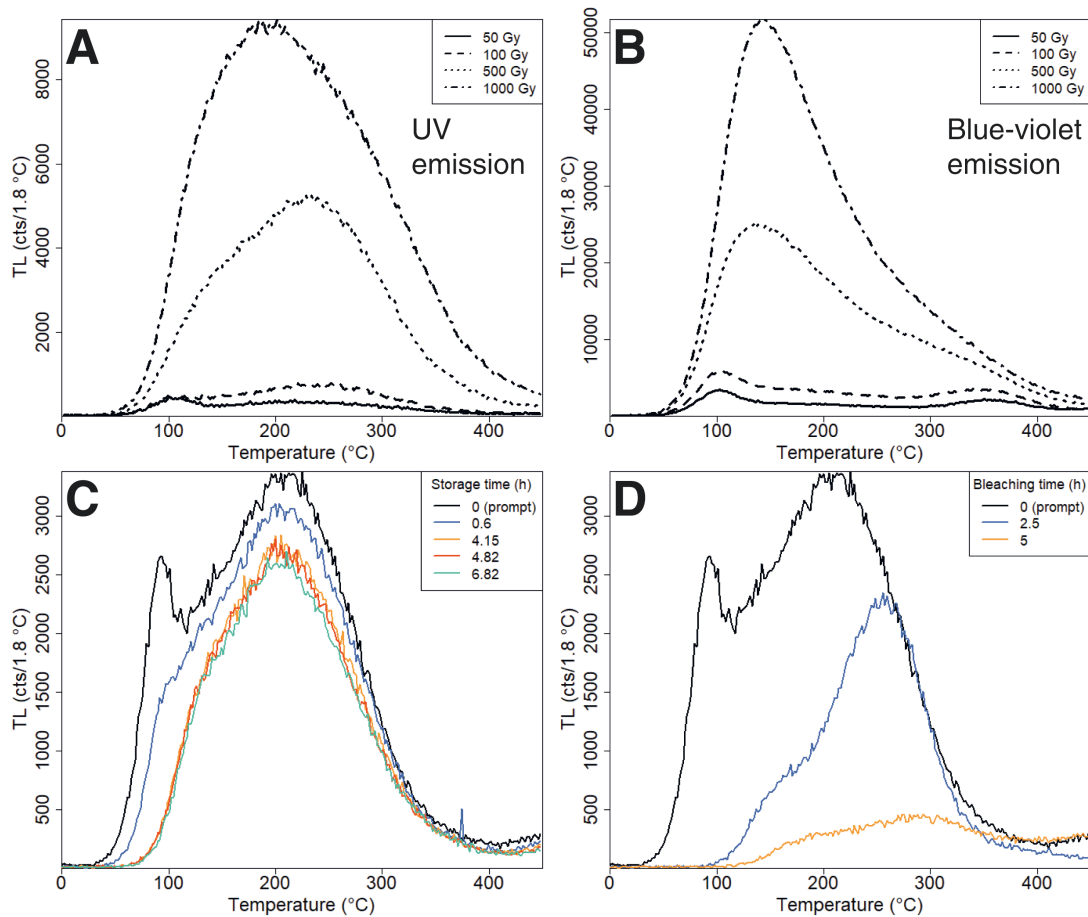 A
50 Gy
100 Gy
500 Gy
1000 Gy
UV
emission
TL (cts/1.8 °C)
2000
4000
6000
8000
0
100
200
300
400
Temperature (°C)
B
50 Gy
100 Gy
500 Gy
1000 Gy
Blue-violet
emission
TL (cts/1.8 °C)
10000
20000
30000
40000
50000
0
100
200
300
400
Temperature (°C)
C
Storage time (h)
0 (prompt)
0.6
4.15
4.82
6.82
TL (cts/1.8 °C)
500
1000
1500
2000
2500
3000
0
100
200
300
400
Temperature (°C)
D
Bleaching time (h)
0 (prompt)
2.5
5
TL (cts/1.8 °C)
500
1000
1500
2000
2500
3000
0
100
200
300
400
Temperature (°C)